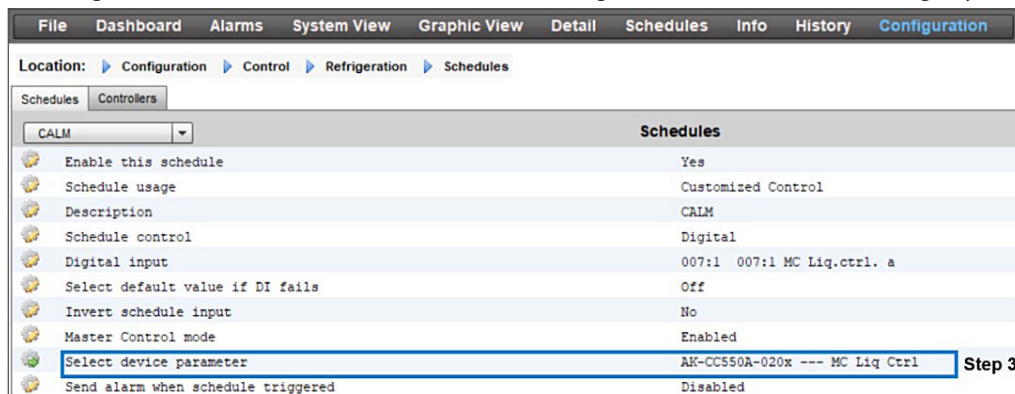 File Dashboard Alarms System View Graphic View Detail Schedules Info History Configuration
Location: Configuration Control Refrigeration Schedules
Schedules Controllers
CALM Schedules
Enable this schedule Yes
Schedule usage Customized Control
Description CALM
Schedule control Digital
Digital input 007:1 007:1 MC Liq.ctrl. a
Select default value if DI fails Off
Invert schedule input No
Master Control mode Enabled
Select device parameter AK-CC550A-020x --- MC Liq Ctrl Step 3
Send alarm when schedule triggered Disabled